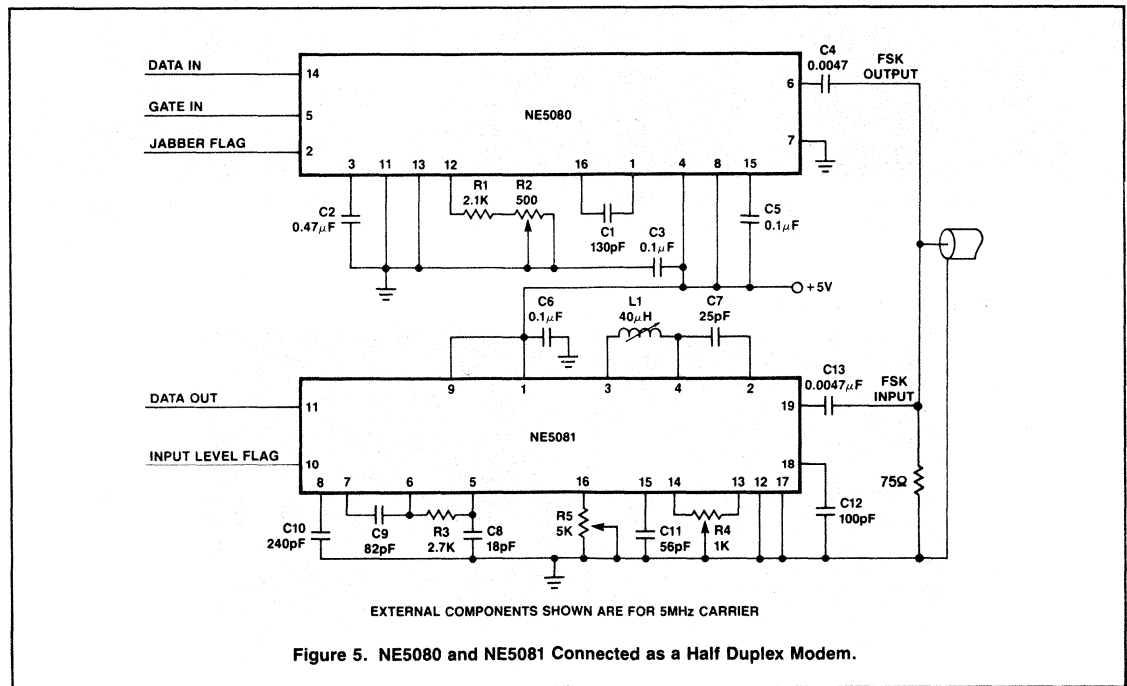 C4
0.0047
FSK
OUTPUT
DATA IN
14
6
GATE IN
5
NE5080
JABBER FLAG
2
7
3 11 13 12 16 1 4 8 15
R1
2.1K
R2
500
C2
0.47μF
C1
130pF
C3
0.1μF
C5
0.1μF
+5V
C6
0.1μF
L1
40μH
C7
25pF
9 1 3 4 2
C13
0.0047μF
FSK
INPUT
DATA OUT
11
19
NE5081
INPUT LEVEL FLAG
10
18
8 7 6 5 16 15 14 13 12 17
75Ω
C10
240pF
C9
82pF
R3
2.7K
C8
18pF
R5
5K
C11
56pF
R4
1K
C12
100pF
EXTERNAL COMPONENTS SHOWN ARE FOR 5MHz CARRIER
Figure 5. NE5080 and NE5081 Connected as a Half Duplex Modem.